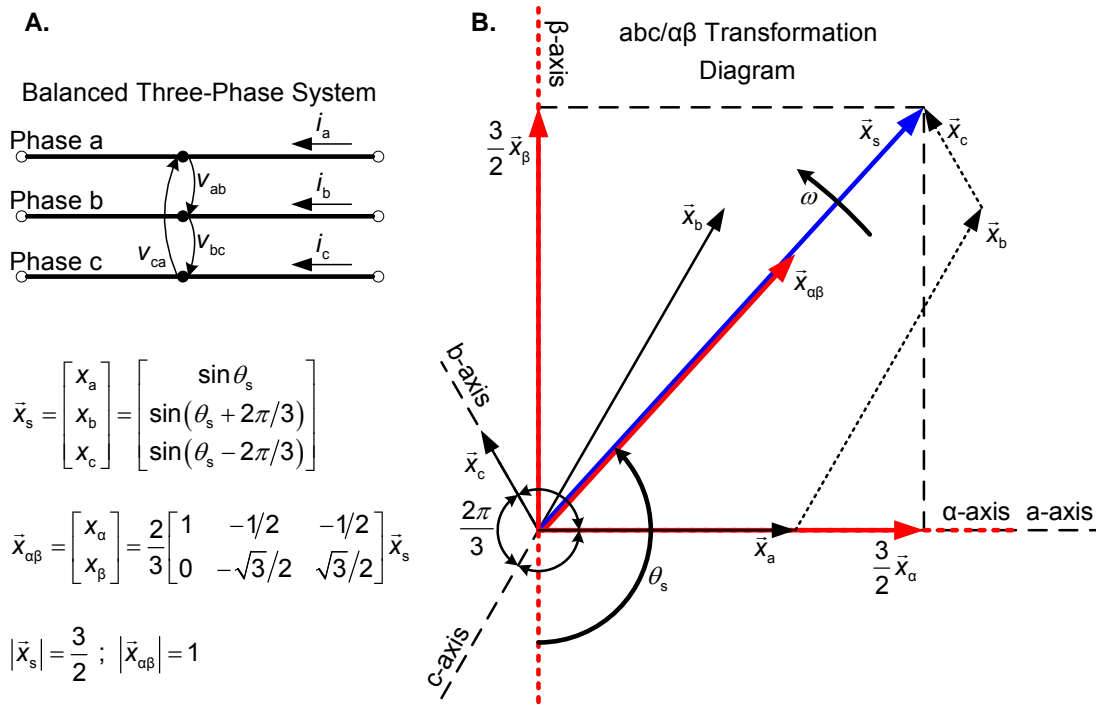 A.
Balanced Three-Phase System
Phase a
i_a
v_ab
Phase b
i_b
v_ca
v_bc
Phase c
i_c
x⃗_s = [x_a; x_b; x_c] = [sin θ_s; sin(θ_s + 2π/3); sin(θ_s − 2π/3)]
x⃗_αβ = [x_α; x_β] = 2/3 [1 −1/2 −1/2; 0 −√3/2 √3/2] x⃗_s
|x⃗_s| = 3/2 ; |x⃗_αβ| = 1
B.
abc/αβ Transformation
Diagram
β-axis
3/2 x⃗_β
x⃗_s
x⃗_c
ω
x⃗_b
x⃗_b
x⃗_αβ
b-axis
x⃗_c
2π/3
α-axis
a-axis
x⃗_a
3/2 x⃗_α
θ_s
c-axis